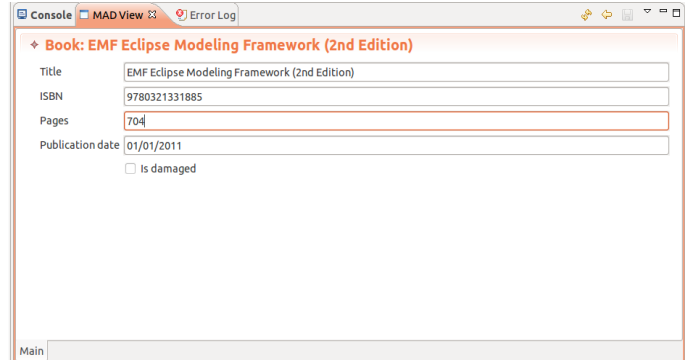 Console MAD View Error Log
Book: EMF Eclipse Modeling Framework (2nd Edition)
Title EMF Eclipse Modeling Framework (2nd Edition)
ISBN 9780321331885
Pages 704
Publication date 01/01/2011
Is damaged
Main